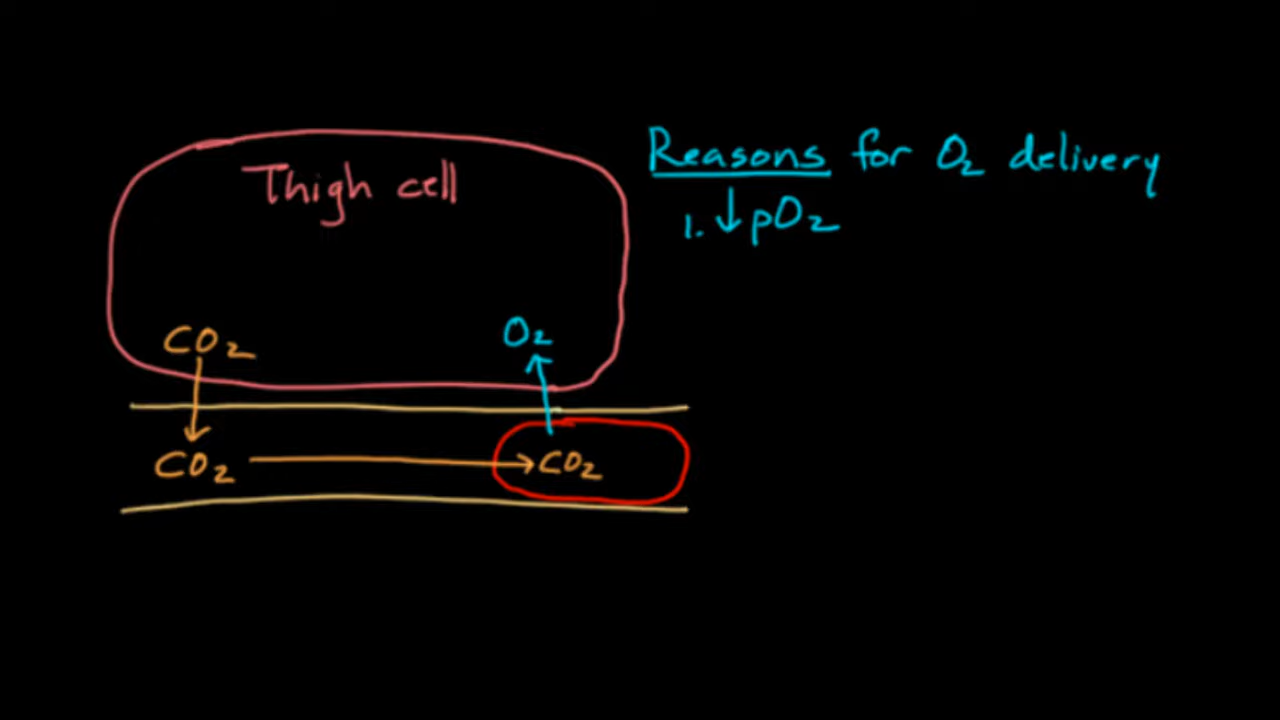 Thigh cell
Reasons for O₂ delivery
1. ↓ pO₂
CO₂
O₂
CO₂ → CO₂